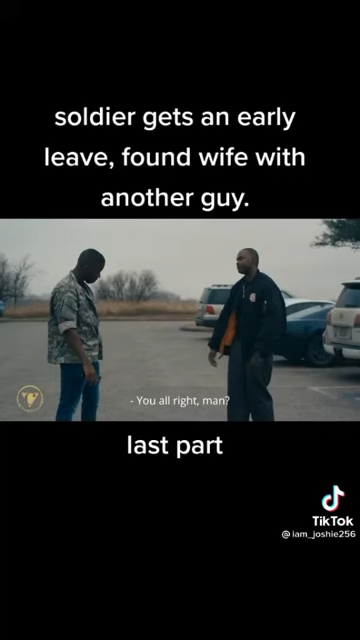 soldier gets an early
leave, found wife with
another guy.
- You all right, man?
last part
TikTok
@iam_joshie256